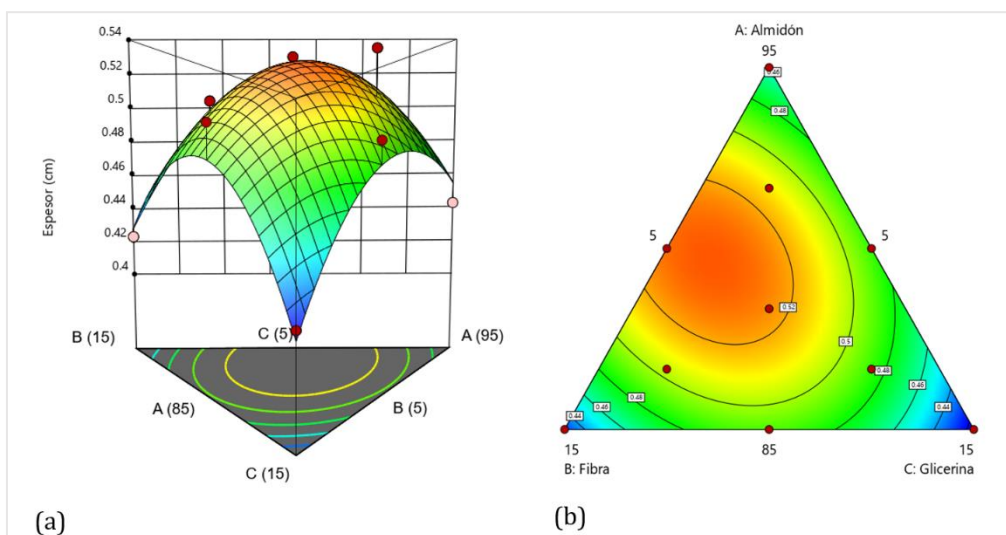 0.54
0.52
0.5
0.48
0.46
0.44
0.42
0.4
Espesor (cm)
B (15)
C (5)
A (95)
A (85)
B (5)
C (15)
(a)
A: Almidón
95
0.46
0.48
5
5
0.52
0.5
0.48
0.48
0.46
0.46
0.44
0.44
15
85
15
B: Fibra
C: Glicerina
(b)